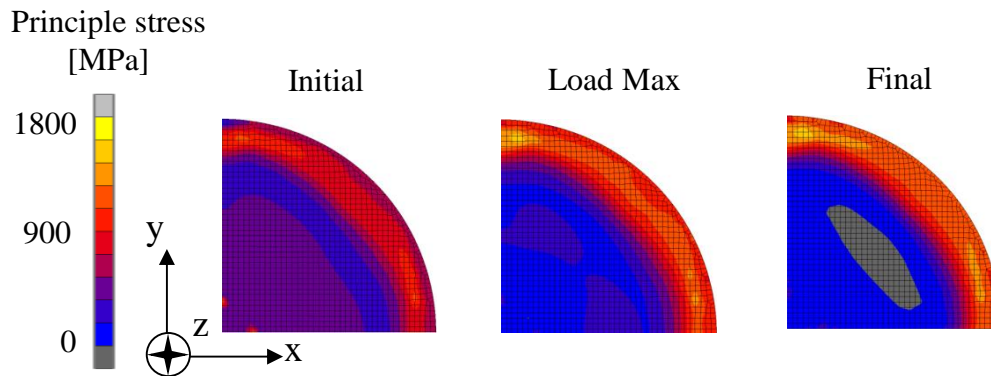 Principle stress
[MPa]
Initial
Load Max
Final
1800
900
0
y
z
x